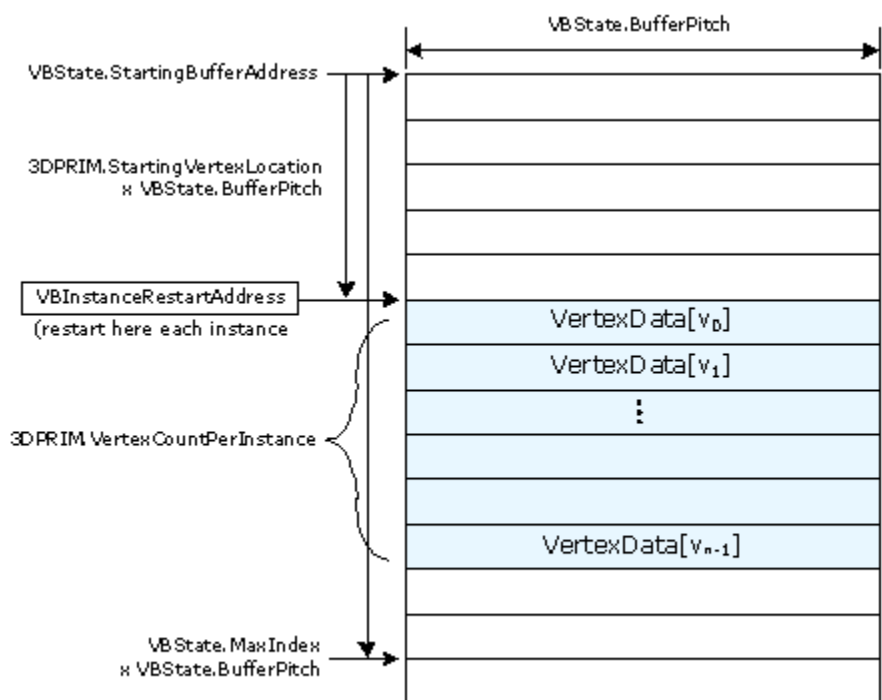 VBState.BufferPitch
VBState.StartingBufferAddress
3DPRIM.StartingVertexLocation
x VBState.BufferPitch
VBInstanceRestartAddress
(restart here each instance
VertexData[v₀]
VertexData[v₁]
⋮
3DPRIM.VertexCountPerInstance
VertexData[vₙ₋₁]
VBState.MaxIndex
x VBState.BufferPitch